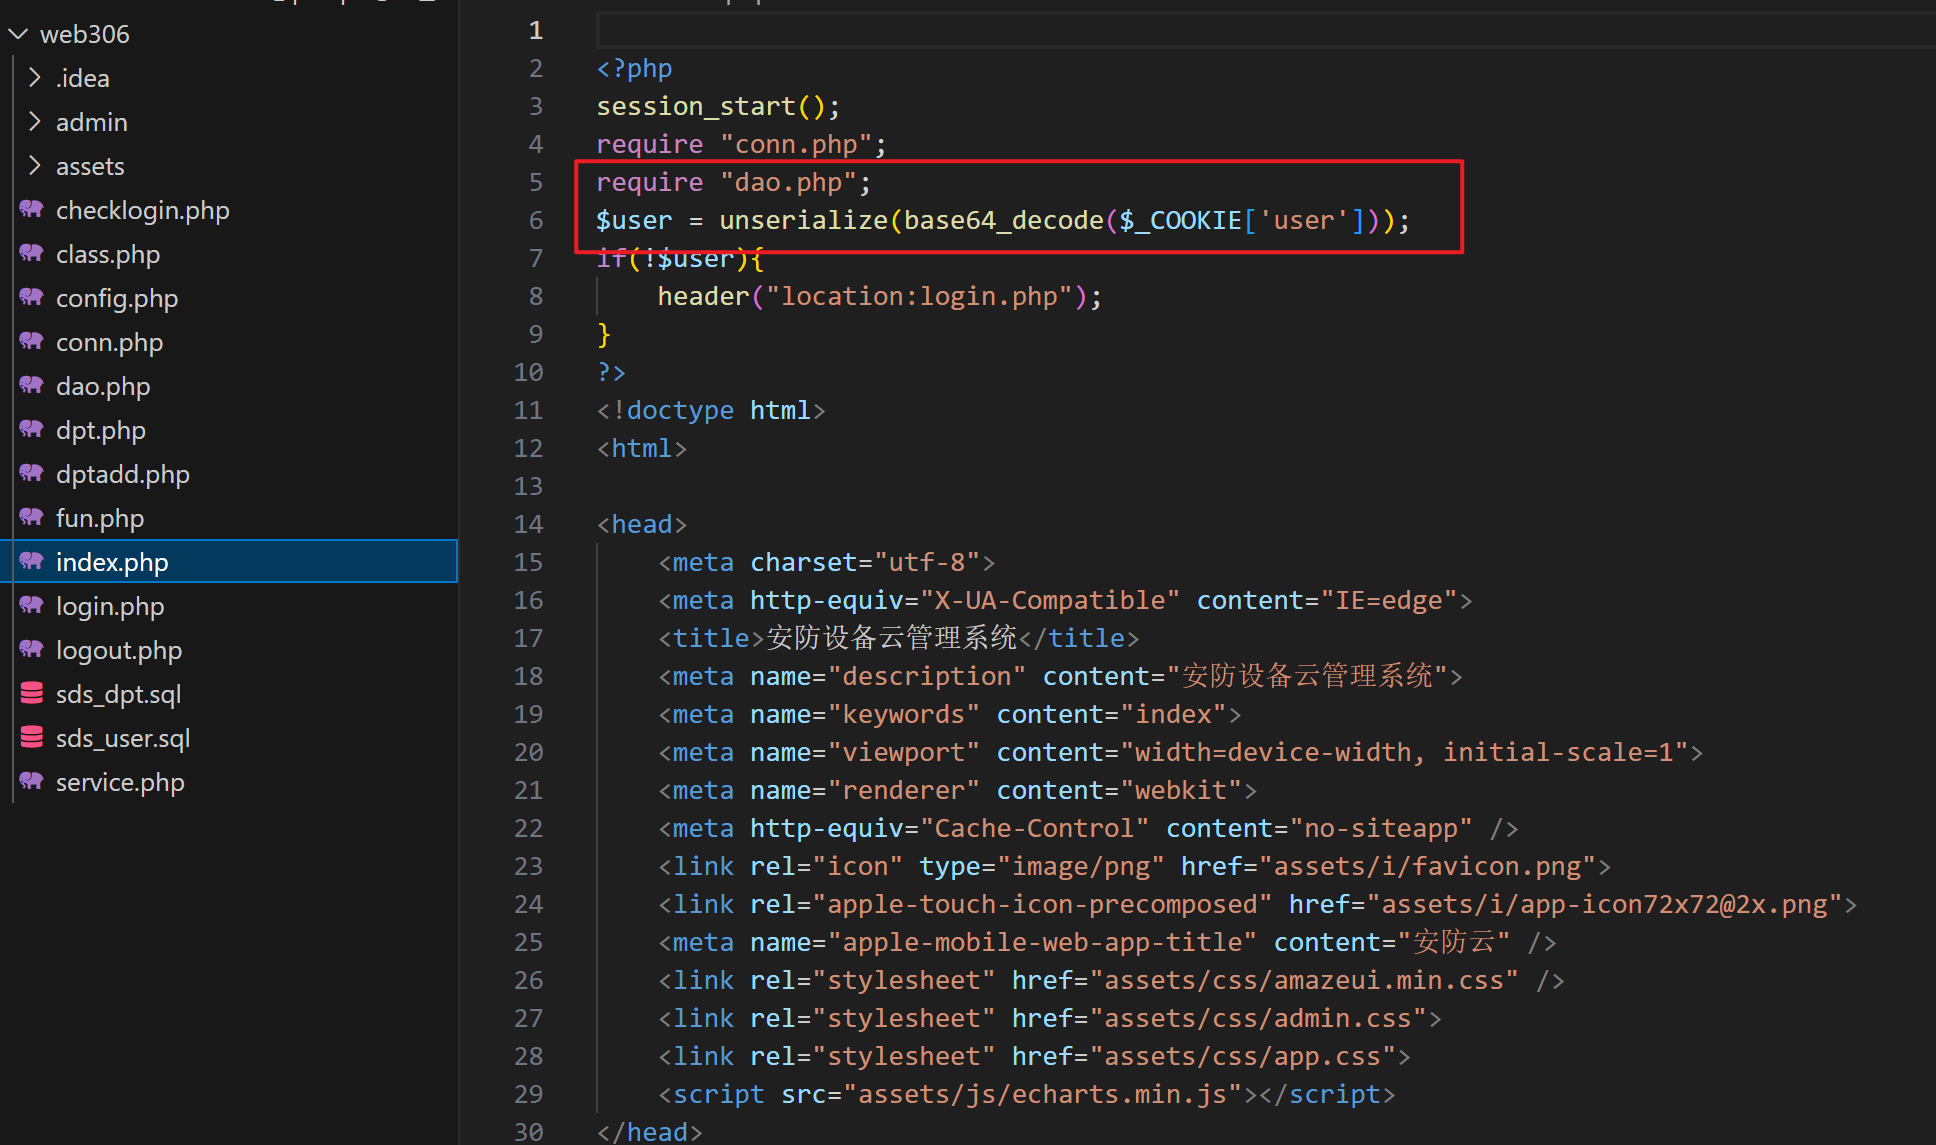 web306
.idea
admin
assets
checklogin.php
class.php
config.php
conn.php
dao.php
dpt.php
dptadd.php
fun.php
index.php
login.php
logout.php
sds_dpt.sql
sds_user.sql
service.php
1
2 <?php
3 session_start();
4 require "conn.php";
5 require "dao.php";
6 $user = unserialize(base64_decode($_COOKIE['user']));
7 if(!$user){
8     header("location:login.php");
9 }
10 ?>
11 <!doctype html>
12 <html>
13
14 <head>
15     <meta charset="utf-8">
16     <meta http-equiv="X-UA-Compatible" content="IE=edge">
17     <title>安防设备云管理系统</title>
18     <meta name="description" content="安防设备云管理系统">
19     <meta name="keywords" content="index">
20     <meta name="viewport" content="width=device-width, initial-scale=1">
21     <meta name="renderer" content="webkit">
22     <meta http-equiv="Cache-Control" content="no-siteapp" />
23     <link rel="icon" type="image/png" href="assets/i/favicon.png">
24     <link rel="apple-touch-icon-precomposed" href="assets/i/app-icon72x72@2x.png">
25     <meta name="apple-mobile-web-app-title" content="安防云" />
26     <link rel="stylesheet" href="assets/css/amazeui.min.css" />
27     <link rel="stylesheet" href="assets/css/admin.css">
28     <link rel="stylesheet" href="assets/css/app.css">
29     <script src="assets/js/echarts.min.js"></script>
30 </head>